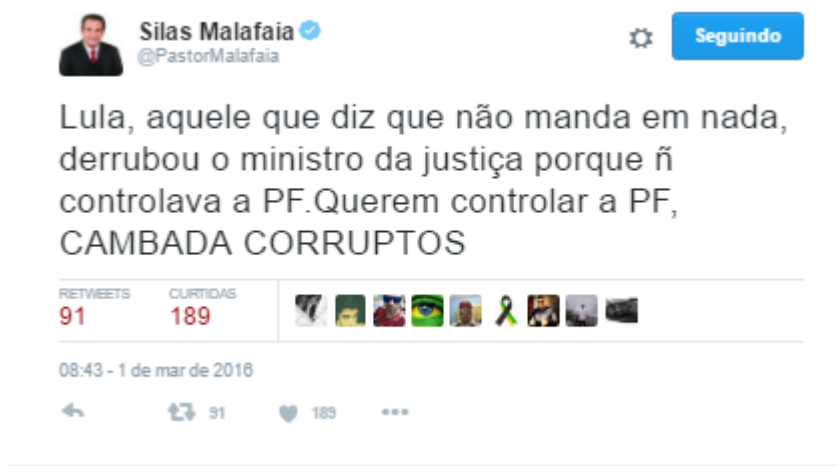 Silas Malafaia
@PastorMalafaia
Seguindo
Lula, aquele que diz que não manda em nada,
derrubou o ministro da justiça porque ñ
controlava a PF.Querem controlar a PF,
CAMBADA CORRUPTOS
RETWEETS CURTIDAS
91 189
08:43 - 1 de mar de 2016
91 189